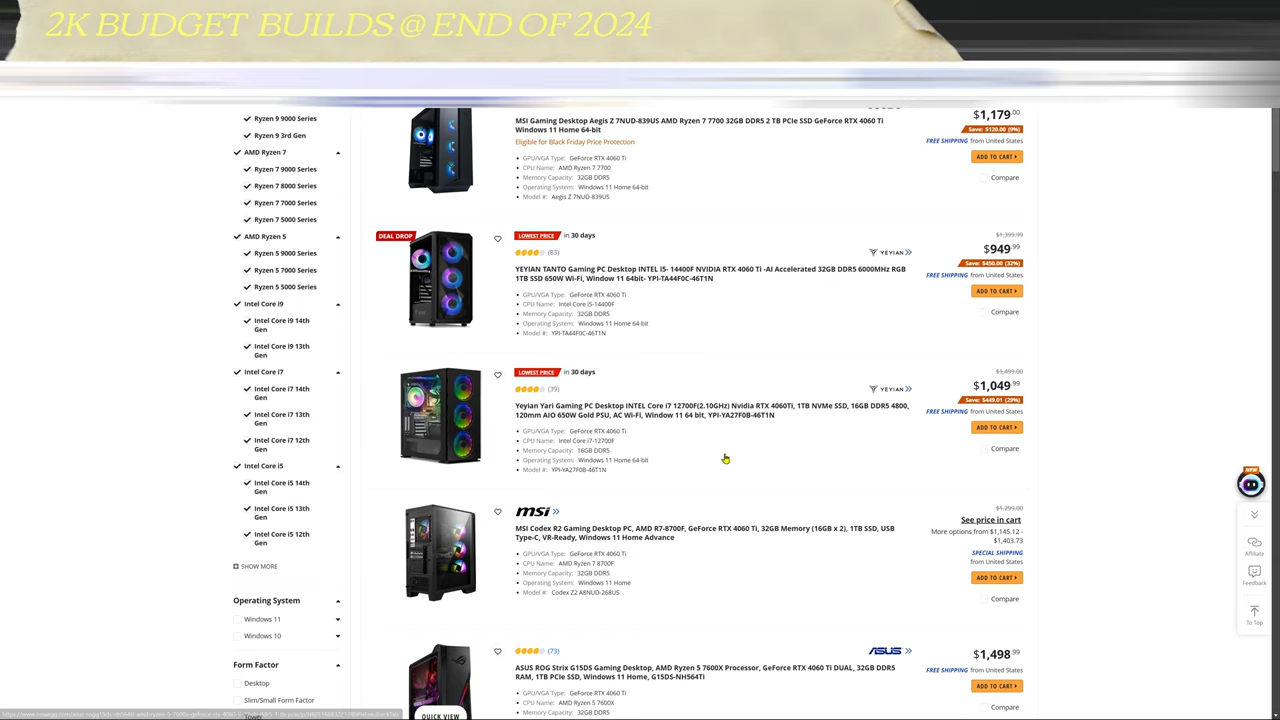 2K BUDGET BUILDS @ END OF 2024
Ryzen 9 9000 Series
Ryzen 9 3rd Gen
AMD Ryzen 7
Ryzen 7 9000 Series
Ryzen 7 8000 Series
Ryzen 7 7000 Series
Ryzen 7 5000 Series
AMD Ryzen 5
Ryzen 5 9000 Series
Ryzen 5 7000 Series
Ryzen 5 5000 Series
Intel Core i9
Intel Core i9 14th
Gen
Intel Core i9 13th
Gen
Intel Core i7
Intel Core i7 14th
Gen
Intel Core i7 13th
Gen
Intel Core i7 12th
Gen
Intel Core i5
Intel Core i5 14th
Gen
Intel Core i5 13th
Gen
Intel Core i5 12th
Gen
SHOW MORE
Operating System
Windows 11
Windows 10
Form Factor
Desktop
Slim/Small Form Factor
Tower
MSI Gaming Desktop Aegis Z 7NUD-839US AMD Ryzen 7 7700 32GB DDR5 2 TB PCIe SSD GeForce RTX 4060 Ti
Windows 11 Home 64-bit
Eligible for Black Friday Price Protection
GPU/VGA Type: GeForce RTX 4060 Ti
CPU Name: AMD Ryzen 7 7700
Memory Capacity: 32GB DDR5
Operating System: Windows 11 Home 64-bit
Model #: Aegis Z 7NUD-839US
$1,179.00
Save: $120.00 (9%)
FREE SHIPPING from United States
ADD TO CART
Compare
DEAL DROP
LOWEST PRICE in 30 days
(83)
YEYIAN
YEYIAN TANTO Gaming PC Desktop INTEL i5- 14400F NVIDIA RTX 4060 Ti -AI Accelerated 32GB DDR5 6000MHz RGB
1TB SSD 650W Wi-Fi, Window 11 64bit- YPI-TA44F0C-46T1N
GPU/VGA Type: GeForce RTX 4060 Ti
CPU Name: Intel Core i5-14400F
Memory Capacity: 32GB DDR5
Operating System: Windows 11 Home 64-bit
Model #: YPI-TA44F0C-46T1N
$1,399.99
$949.99
Save: $450.00 (32%)
FREE SHIPPING from United States
ADD TO CART
Compare
LOWEST PRICE in 30 days
(39)
YEYIAN
Yeyian Yari Gaming PC Desktop INTEL Core i7 12700F(2.10GHz) Nvidia RTX 4060Ti, 1TB NVMe SSD, 16GB DDR5 4800,
120mm AIO 650W Gold PSU, AC Wi-Fi, Window 11 64 bit, YPI-YA27F0B-46T1N
GPU/VGA Type: GeForce RTX 4060 Ti
CPU Name: Intel Core i7-12700F
Memory Capacity: 16GB DDR5
Operating System: Windows 11 Home 64-bit
Model #: YPI-YA27F0B-46T1N
$1,499.00
$1,049.99
Save: $449.01 (29%)
FREE SHIPPING from United States
ADD TO CART
Compare
msi
MSI Codex R2 Gaming Desktop PC, AMD R7-8700F, GeForce RTX 4060 Ti, 32GB Memory (16GB x 2), 1TB SSD, USB
Type-C, VR-Ready, Windows 11 Home Advance
GPU/VGA Type: GeForce RTX 4060 Ti
CPU Name: AMD Ryzen 7 8700F
Memory Capacity: 32GB DDR5
Operating System: Windows 11 Home
Model #: Codex Z2 A8NUD-268US
$1,299.00
See price in cart
More options from $1,145.12 -
$1,403.73
SPECIAL SHIPPING
from United States
ADD TO CART
Compare
(73)
ASUS
ASUS ROG Strix G15DS Gaming Desktop, AMD Ryzen 5 7600X Processor, GeForce RTX 4060 Ti DUAL, 32GB DDR5
RAM, 1TB PCIe SSD, Windows 11 Home, G15DS-NH564Ti
GPU/VGA Type: GeForce RTX 4060 Ti
CPU Name: AMD Ryzen 5 7600X
Memory Capacity: 32GB DDR5
QUICK VIEW
$1,498.99
FREE SHIPPING from United States
ADD TO CART
Compare
NEW
Affiliate
Feedback
To Top